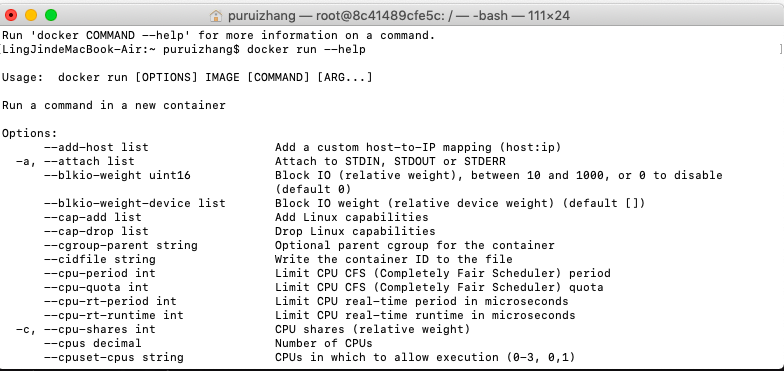 puruizhang — root@8c41489cfe5c: / — -bash — 111×24
Run 'docker COMMAND --help' for more information on a command.
[LingJindeMacBook-Air:~ puruizhang$ docker run --help ]
Usage:  docker run [OPTIONS] IMAGE [COMMAND] [ARG...]
Run a command in a new container
Options:
      --add-host list                  Add a custom host-to-IP mapping (host:ip)
  -a, --attach list                    Attach to STDIN, STDOUT or STDERR
      --blkio-weight uint16            Block IO (relative weight), between 10 and 1000, or 0 to disable
                                       (default 0)
      --blkio-weight-device list       Block IO weight (relative device weight) (default [])
      --cap-add list                   Add Linux capabilities
      --cap-drop list                  Drop Linux capabilities
      --cgroup-parent string           Optional parent cgroup for the container
      --cidfile string                 Write the container ID to the file
      --cpu-period int                 Limit CPU CFS (Completely Fair Scheduler) period
      --cpu-quota int                  Limit CPU CFS (Completely Fair Scheduler) quota
      --cpu-rt-period int              Limit CPU real-time period in microseconds
      --cpu-rt-runtime int             Limit CPU real-time runtime in microseconds
  -c, --cpu-shares int                 CPU shares (relative weight)
      --cpus decimal                   Number of CPUs
      --cpuset-cpus string             CPUs in which to allow execution (0-3, 0,1)